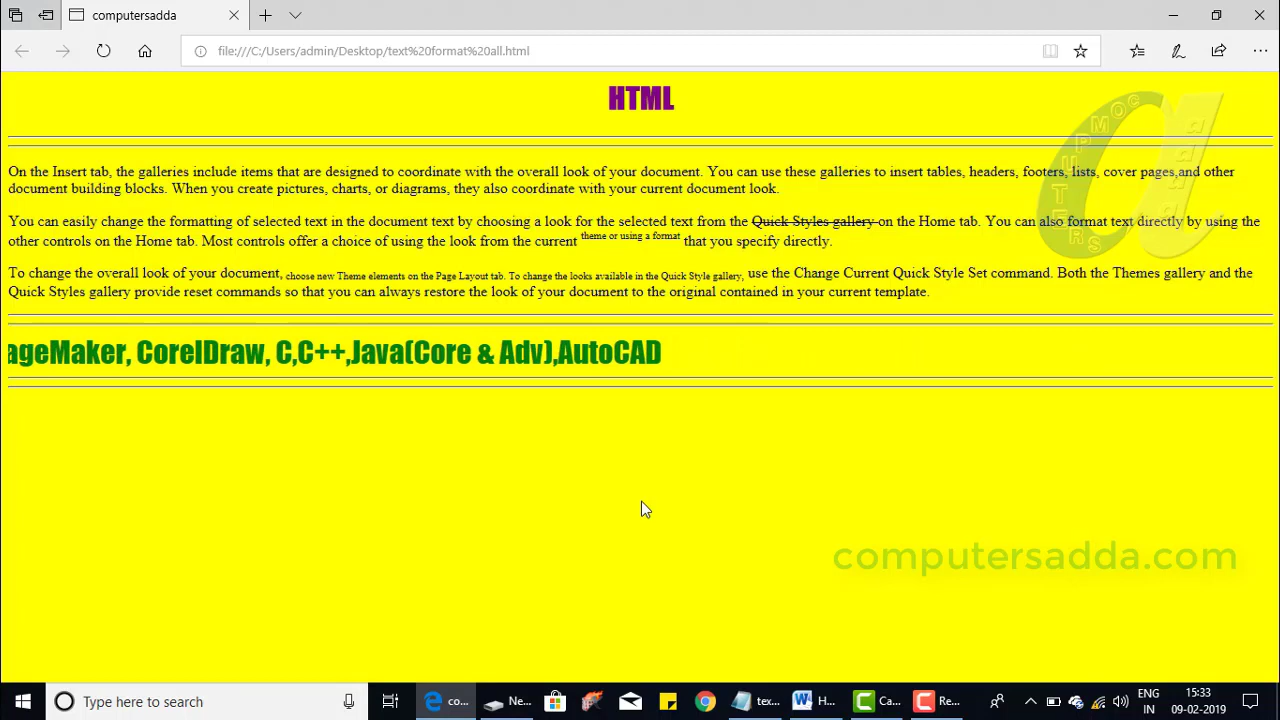 computersadda
file:///C:/Users/admin/Desktop/text%20format%20all.html
HTML
On the Insert tab, the galleries include items that are designed to coordinate with the overall look of your document. You can use these galleries to insert tables, headers, footers, lists, cover pages,and other
document building blocks. When you create pictures, charts, or diagrams, they also coordinate with your current document look.
You can easily change the formatting of selected text in the document text by choosing a look for the selected text from the Quick Styles gallery on the Home tab. You can also format text directly by using the
other controls on the Home tab. Most controls offer a choice of using the look from the current theme or using a format that you specify directly.
To change the overall look of your document, choose new Theme elements on the Page Layout tab. To change the looks available in the Quick Style gallery, use the Change Current Quick Style Set command. Both the Themes gallery and the
Quick Styles gallery provide reset commands so that you can always restore the look of your document to the original contained in your current template.
ageMaker, CorelDraw, C,C++,Java(Core & Adv),AutoCAD
COMPUTERS
adda
computersadda.com
Type here to search
co...
Ne...
tex...
H...
Ca...
Re...
ENG
IN
15:33
09-02-2019